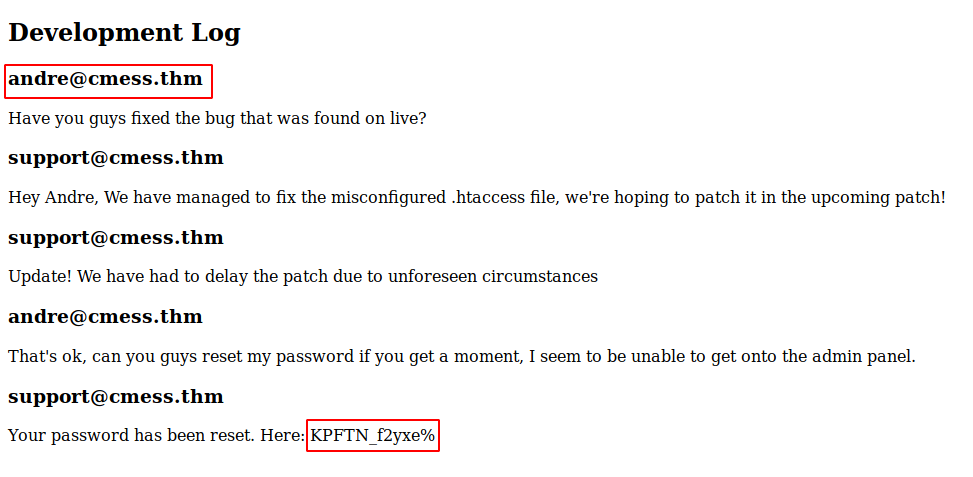 Development Log
andre@cmess.thm
Have you guys fixed the bug that was found on live?
support@cmess.thm
Hey Andre, We have managed to fix the misconfigured .htaccess file, we're hoping to patch it in the upcoming patch!
support@cmess.thm
Update! We have had to delay the patch due to unforeseen circumstances
andre@cmess.thm
That's ok, can you guys reset my password if you get a moment, I seem to be unable to get onto the admin panel.
support@cmess.thm
Your password has been reset. Here: KPFTN_f2yxe%